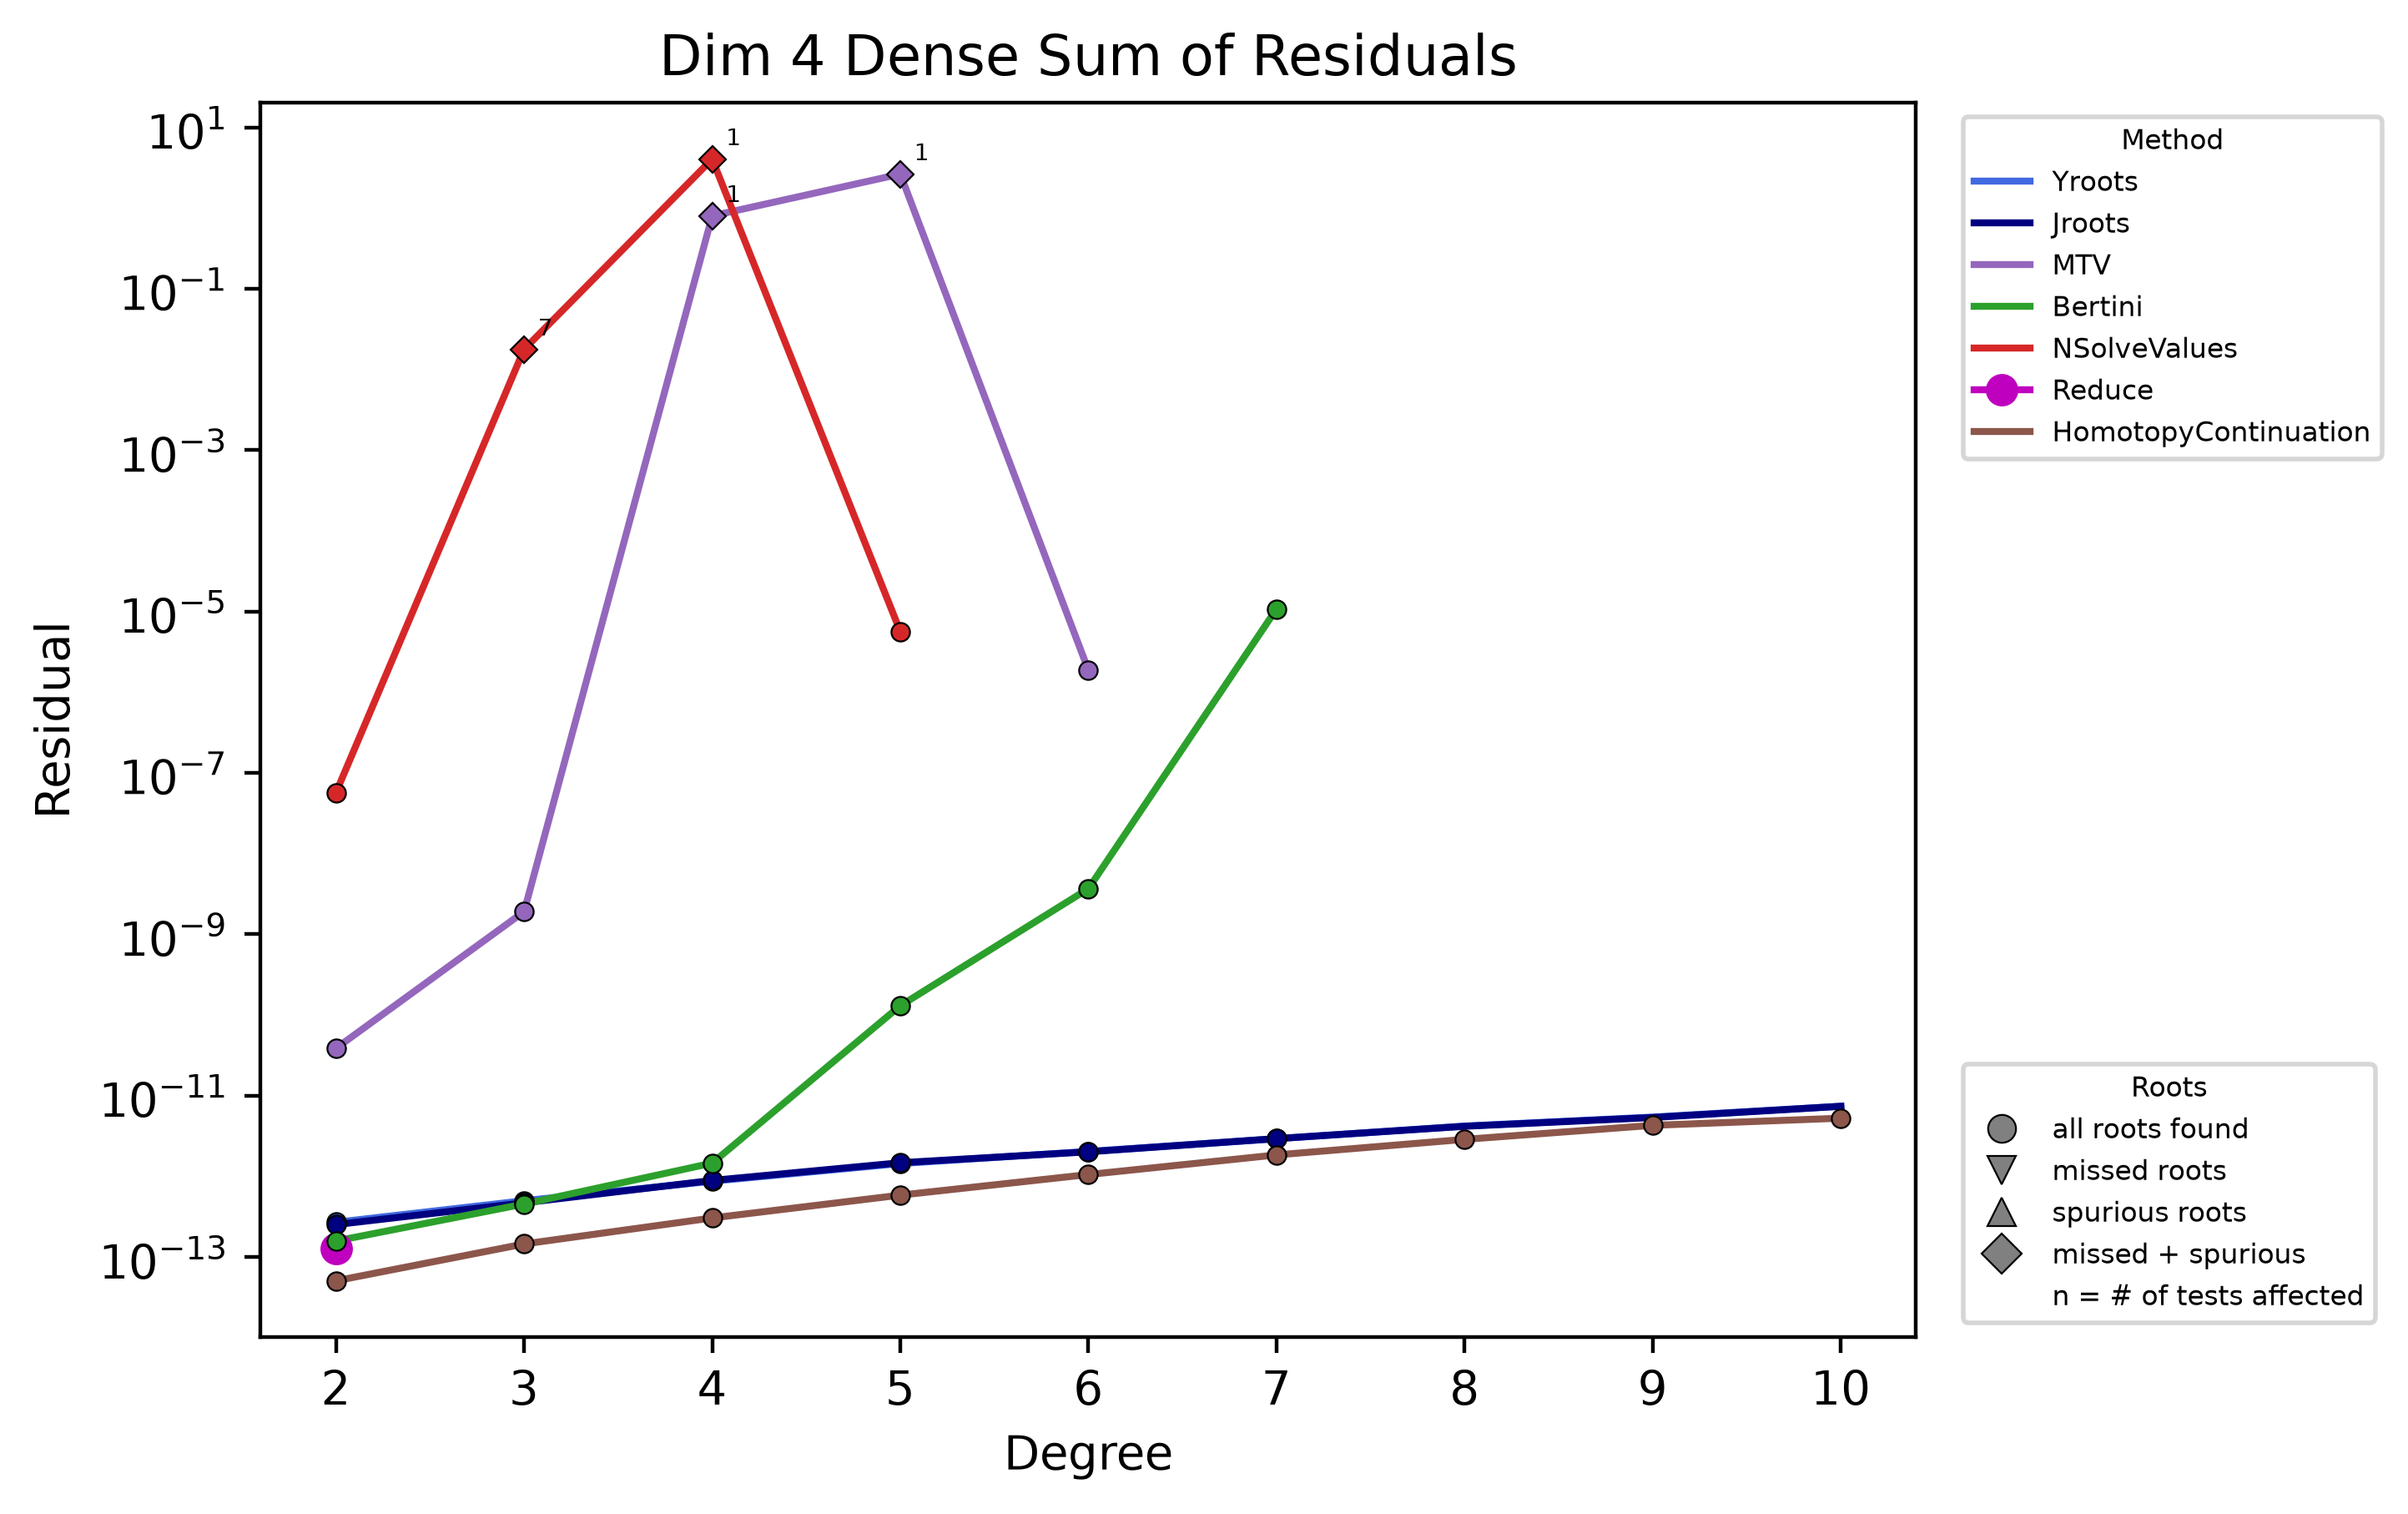 Dim 4 Dense Sum of Residuals
Residual
10^1
10^−1
10^−3
10^−5
10^−7
10^−9
10^−11
10^−13
1
1
1
7
2 3 4 5 6 7 8 9 10
Degree
Method
Yroots
Jroots
MTV
Bertini
NSolveValues
Reduce
HomotopyContinuation
Roots
all roots found
missed roots
spurious roots
missed + spurious
n = # of tests affected